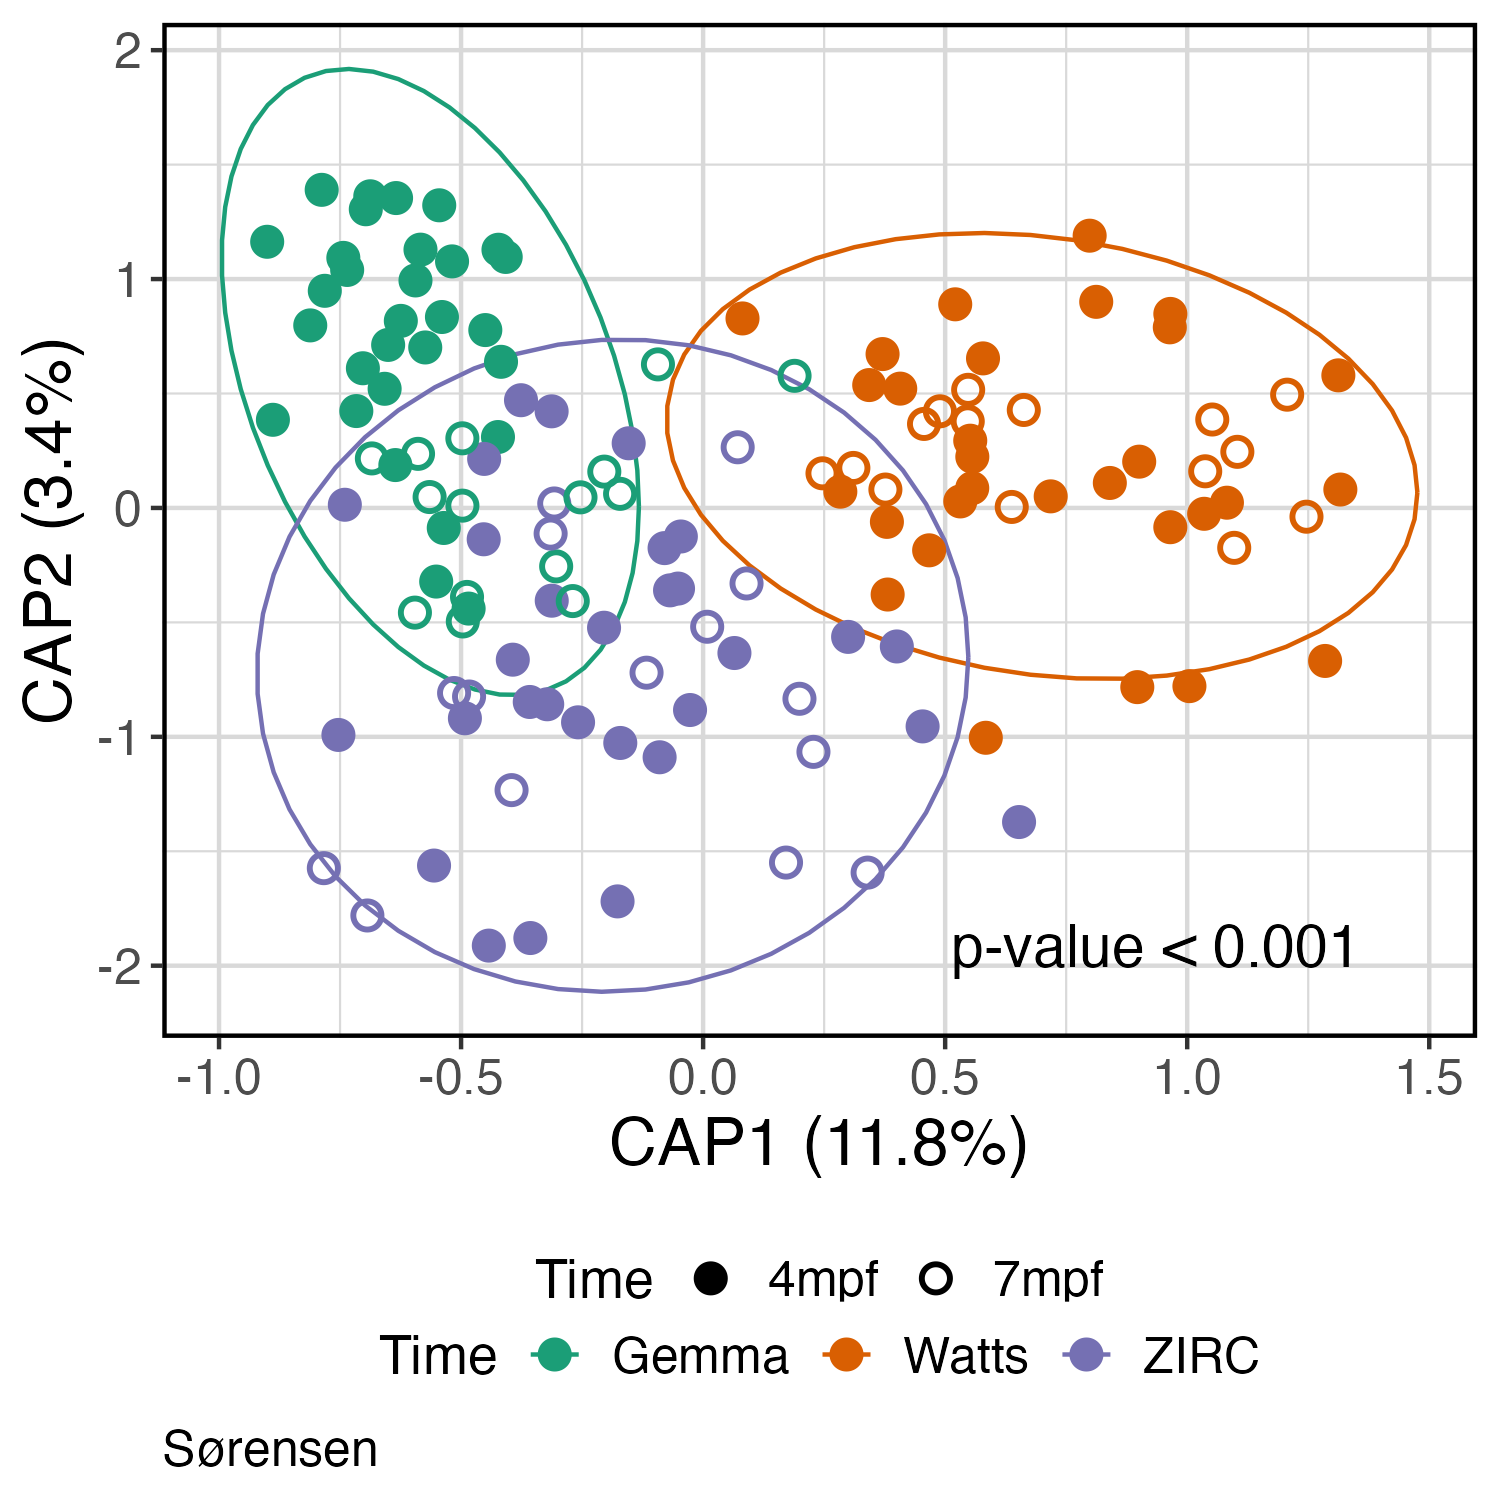 2
1
0
-1
-2
CAP2 (3.4%)
p-value < 0.001
-1.0 -0.5 0.0 0.5 1.0 1.5
CAP1 (11.8%)
Time 4mpf 7mpf
Time Gemma Watts ZIRC
Sørensen